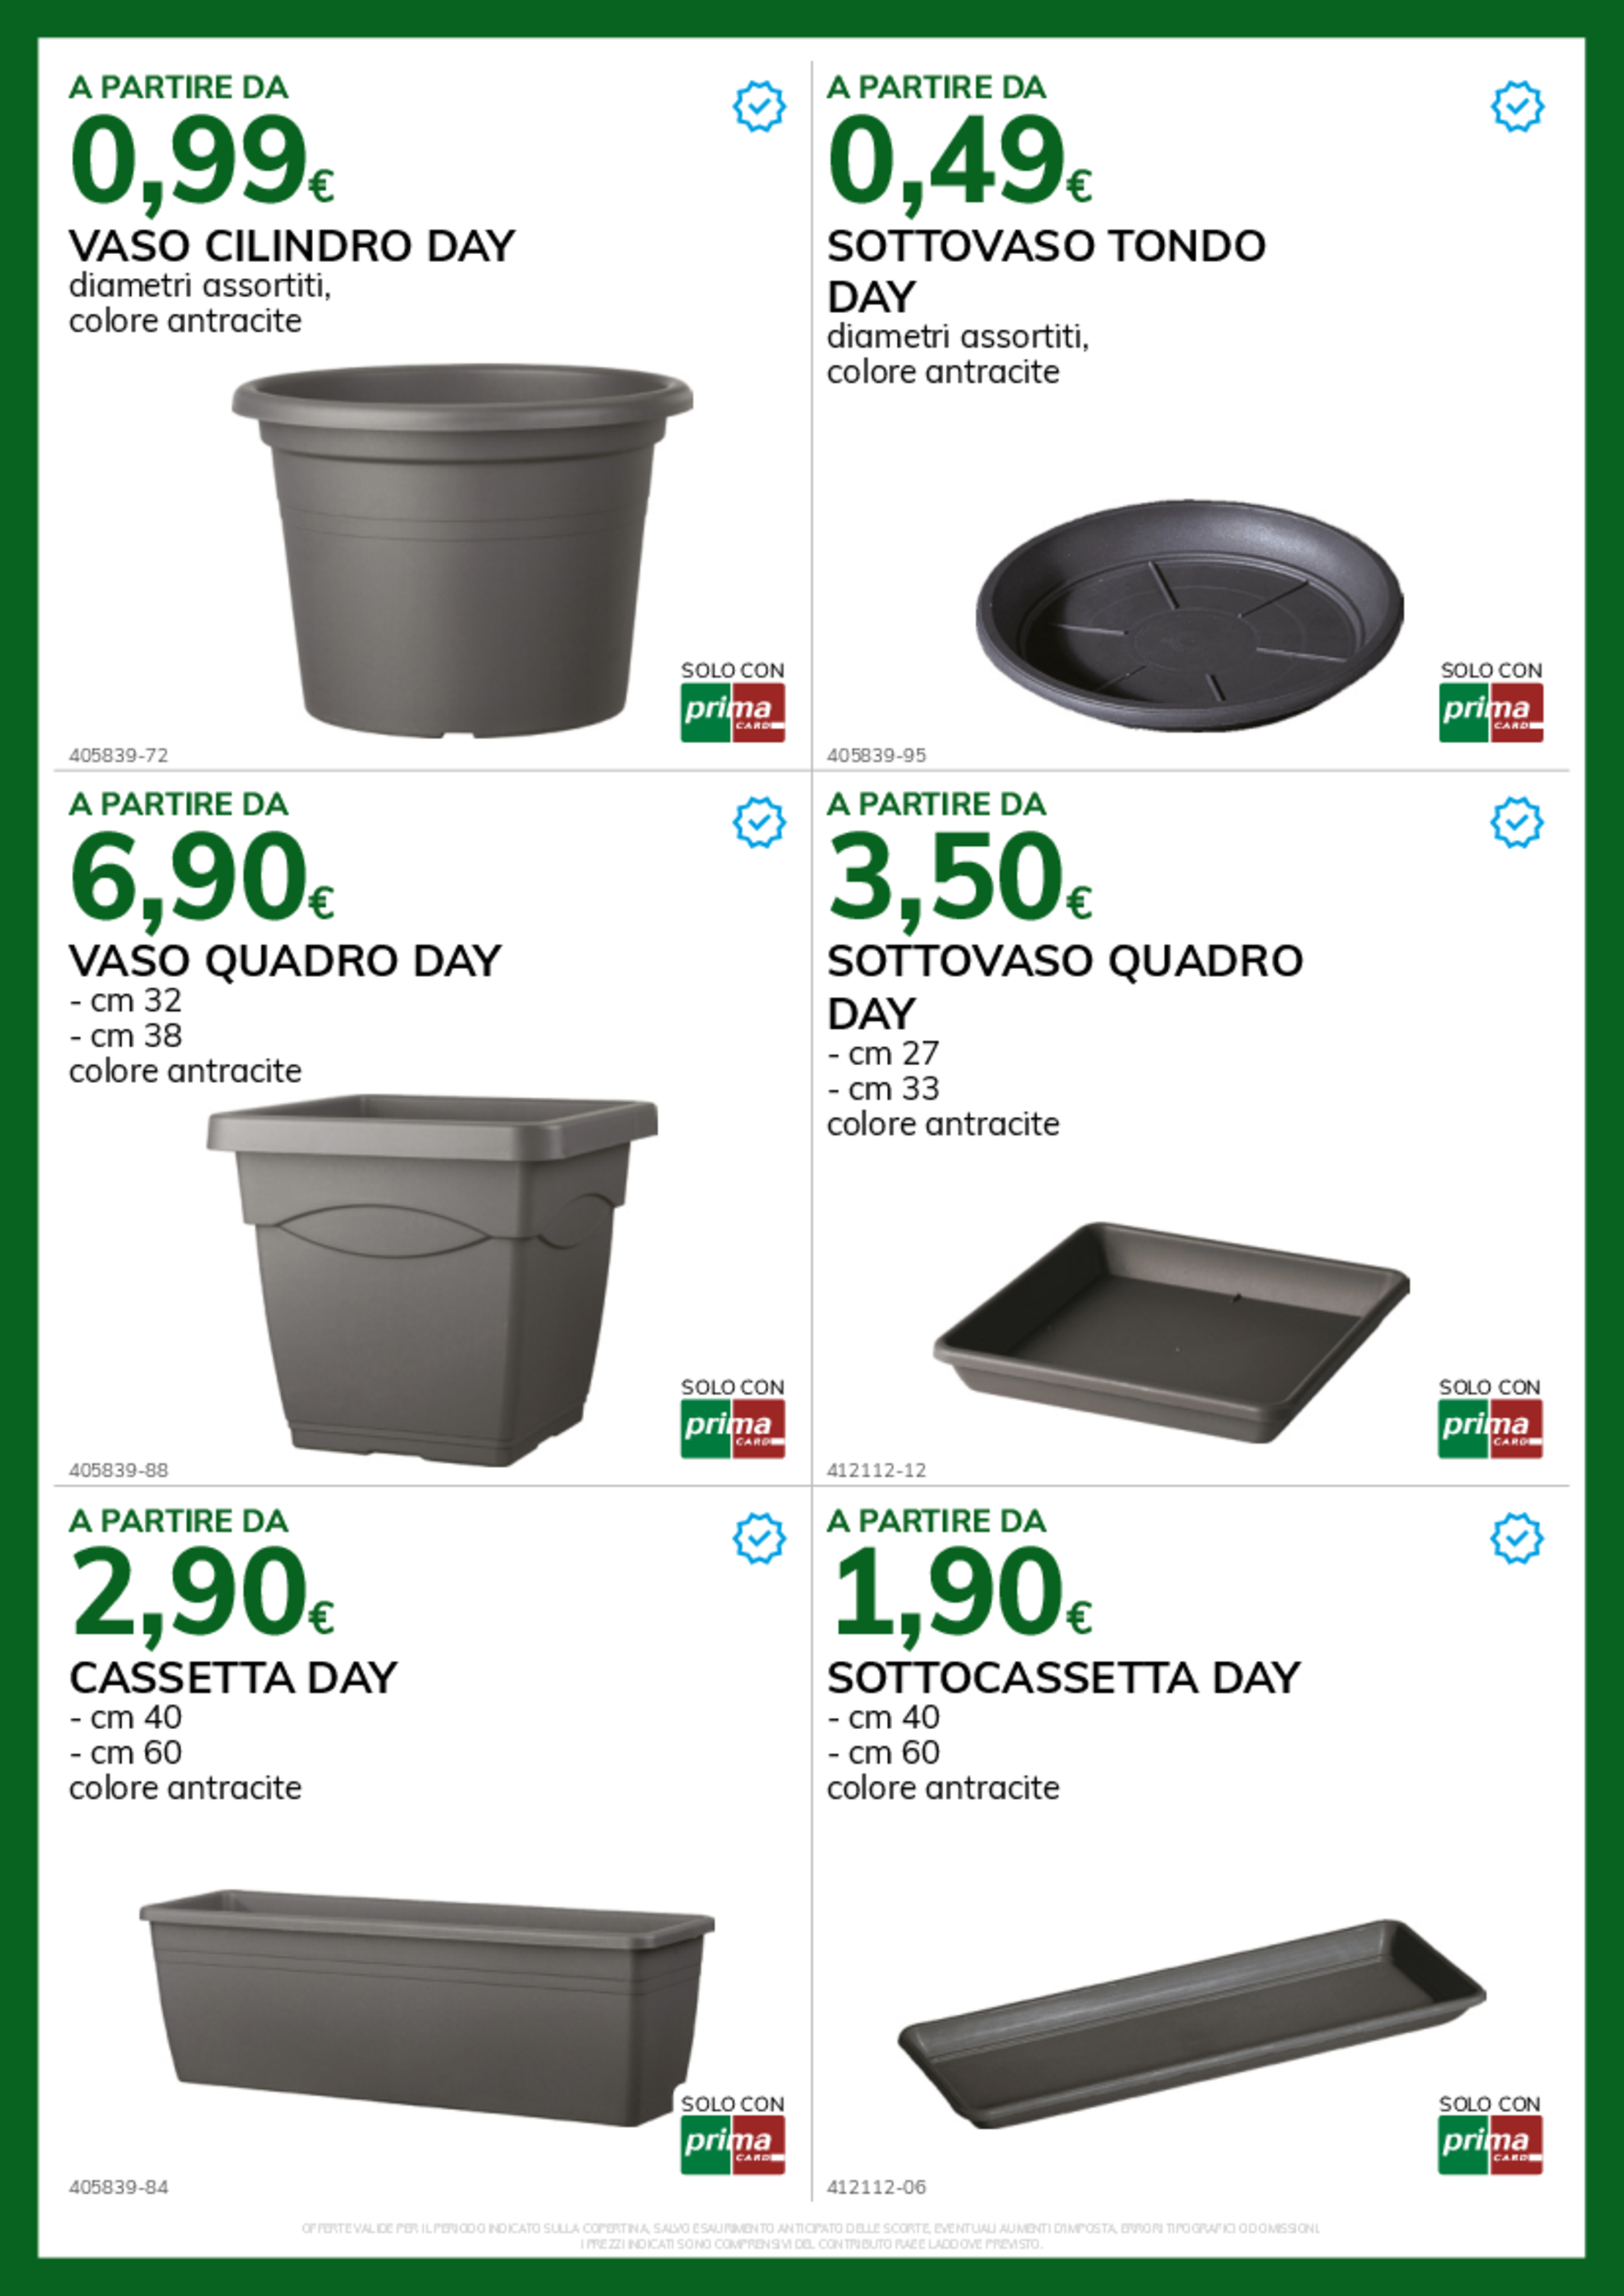 A PARTIRE DA
0,99€
VASO CILINDRO DAY
diametri assortiti,
colore antracite
SOLO CON
prima
CARD
405839-72
A PARTIRE DA
0,49€
SOTTOVASO TONDO
DAY
diametri assortiti,
colore antracite
SOLO CON
prima
CARD
405839-95
A PARTIRE DA
6,90€
VASO QUADRO DAY
- cm 32
- cm 38
colore antracite
SOLO CON
prima
CARD
405839-88
A PARTIRE DA
3,50€
SOTTOVASO QUADRO
DAY
- cm 27
- cm 33
colore antracite
SOLO CON
prima
CARD
412112-12
A PARTIRE DA
2,90€
CASSETTA DAY
- cm 40
- cm 60
colore antracite
SOLO CON
prima
CARD
405839-84
A PARTIRE DA
1,90€
SOTTOCASSETTA DAY
- cm 40
- cm 60
colore antracite
SOLO CON
prima
CARD
412112-06
OFFERTE VALIDE PER IL PERIODO INDICATO SULLA COPERTINA, SALVO ESAURIMENTO ANTICIPATO DELLE SCORTE, EVENTUALI AUMENTI D'IMPOSTA, ERRORI TIPOGRAFICI O DOMISSIONI.
I PREZZI INDICATI SONO COMPRENSIVI DEL CONTRIBUTO RAEE LADDOVE PREVISTO.